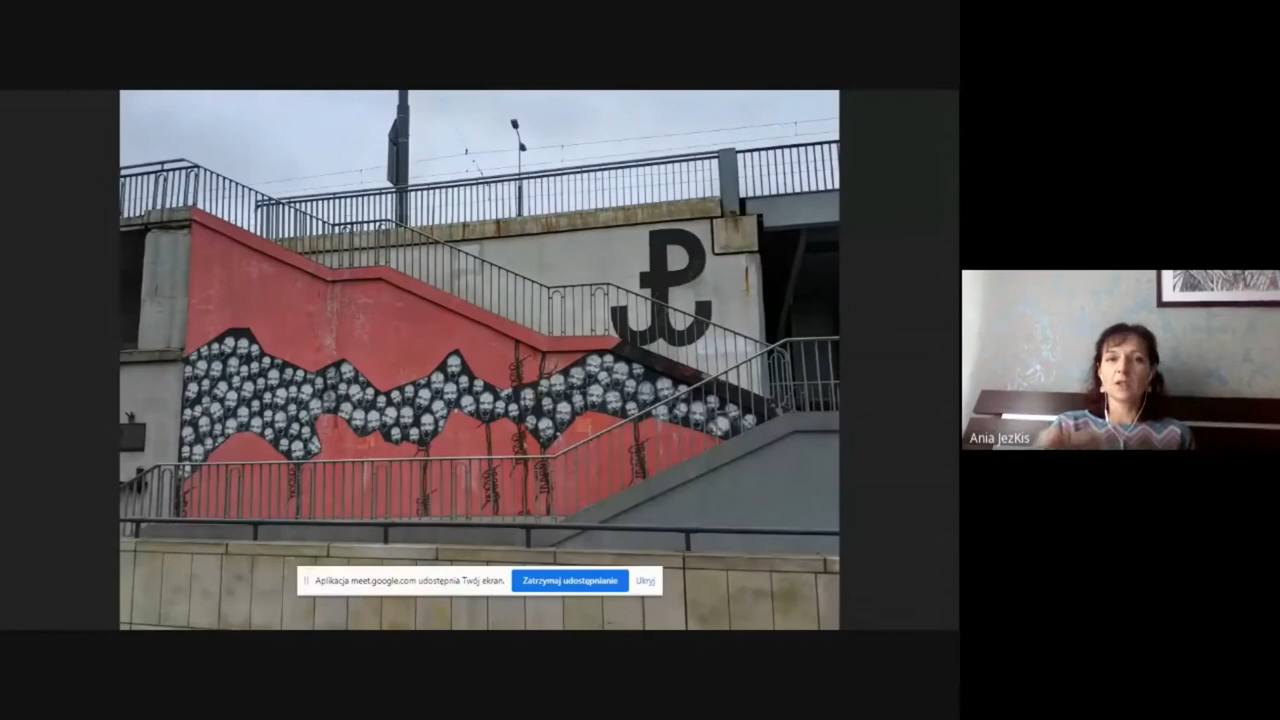 Aplikacja meet.google.com udostępnia Twój ekran.
Zatrzymaj udostępnianie
Ukryj
Ania JezKis